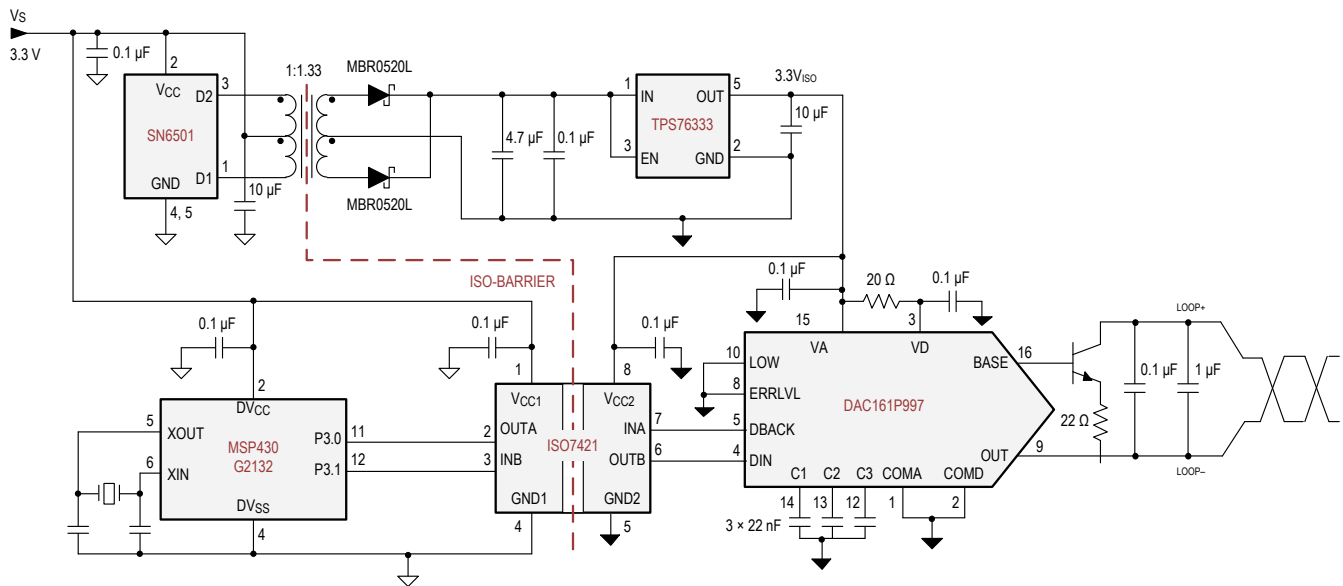 VS
3.3 V
0.1 µF
2
VCC
D2
3
SN6501
D1
1
GND
4, 5
10 µF
1:1.33
MBR0520L
MBR0520L
4.7 µF
0.1 µF
1
IN
OUT
5
TPS76333
3
EN
GND
2
3.3VISO
10 µF
ISO-BARRIER
0.1 µF
2
DVCC
5
XOUT
6
XIN
MSP430
G2132
P3.0
11
P3.1
12
DVSS
4
0.1 µF
1
VCC1
2
OUTA
3
INB
GND1
4
ISO7421
0.1 µF
8
VCC2
INA
7
OUTB
6
GND2
5
0.1 µF
20 Ω
0.1 µF
15
3
VA
VD
10
LOW
8
ERRLVL
5
DBACK
4
DIN
DAC161P997
BASE
16
OUT
9
C1
C2
C3
COMA
COMD
14
13
12
1
2
3 × 22 nF
22 Ω
0.1 µF
1 µF
LOOP+
LOOP–